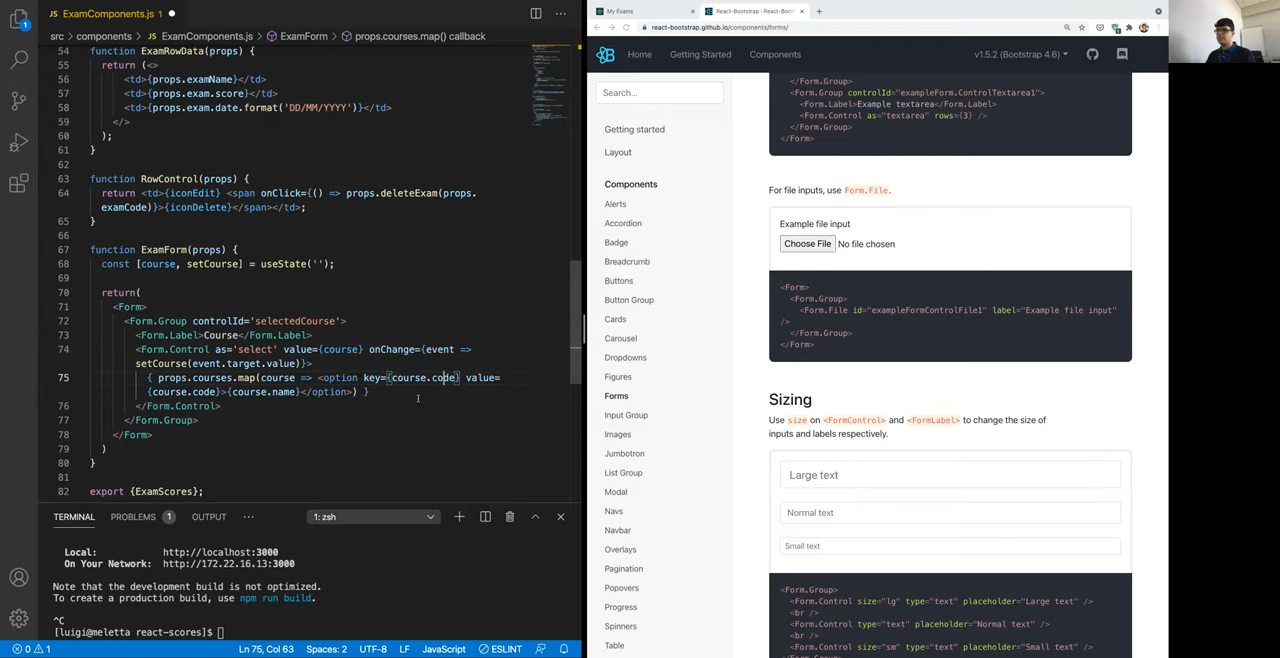 ExamComponents.js 1
src > components > ExamComponents.js > ExamForm > props.courses.map() callback
54 function ExamRowData(props) {
55 return (<>
56 <td>{props.examName}</td>
57 <td>{props.exam.score}</td>
58 <td>{props.exam.date.format('DD/MM/YYYY')}</td>
59 </>
60 );
61 }
62
63 function RowControl(props) {
64 return <td>{iconEdit} <span onClick={() => props.deleteExam(props.
examCode)}>{iconDelete}</span></td>;
65 }
66
67 function ExamForm(props) {
68 const [course, setCourse] = useState('');
69
70 return(
71 <Form>
72 <Form.Group controlId='selectedCourse'>
73 <Form.Label>Course</Form.Label>
74 <Form.Control as='select' value={course} onChange={event =>
setCourse(event.target.value)}>
75 { props.courses.map(course => <option key={course.code} value=
{course.code}>{course.name}</option>) }
76 </Form.Control>
77 </Form.Group>
78 </Form>
79 )
80 }
81
82 export {ExamScores};
TERMINAL PROBLEMS 1 OUTPUT ... 1: zsh
Local: http://localhost:3000
On Your Network: http://172.22.16.13:3000
Note that the development build is not optimized.
To create a production build, use npm run build.
^C
[luigi@meletta react-scores]$
0 1 Ln 75, Col 63 Spaces: 2 UTF-8 LF JavaScript ESLINT
My Exams
React-Bootstrap · React-Boots
react-bootstrap.github.io/components/forms/
Home Getting Started Components v1.5.2 (Bootstrap 4.6)
Search...
Getting started
Layout
Components
Alerts
Accordion
Badge
Breadcrumb
Buttons
Button Group
Cards
Carousel
Dropdowns
Figures
Forms
Input Group
Images
Jumbotron
List Group
Modal
Navs
Navbar
Overlays
Pagination
Popovers
Progress
Spinners
Table
</Form.Group>
<Form.Group controlId="exampleForm.ControlTextarea1">
<Form.Label>Example textarea</Form.Label>
<Form.Control as="textarea" rows={3} />
</Form.Group>
</Form>
For file inputs, use Form.File.
Example file input
Choose File No file chosen
<Form>
<Form.Group>
<Form.File id="exampleFormControlFile1" label="Example file input"
/>
</Form.Group>
</Form>
Sizing
Use size on <FormControl> and <FormLabel> to change the size of
inputs and labels respectively.
Large text
Normal text
Small text
<Form.Group>
<Form.Control size="lg" type="text" placeholder="Large text" />
<br />
<Form.Control type="text" placeholder="Normal text" />
<br />
<Form.Control size="sm" type="text" placeholder="Small text" />